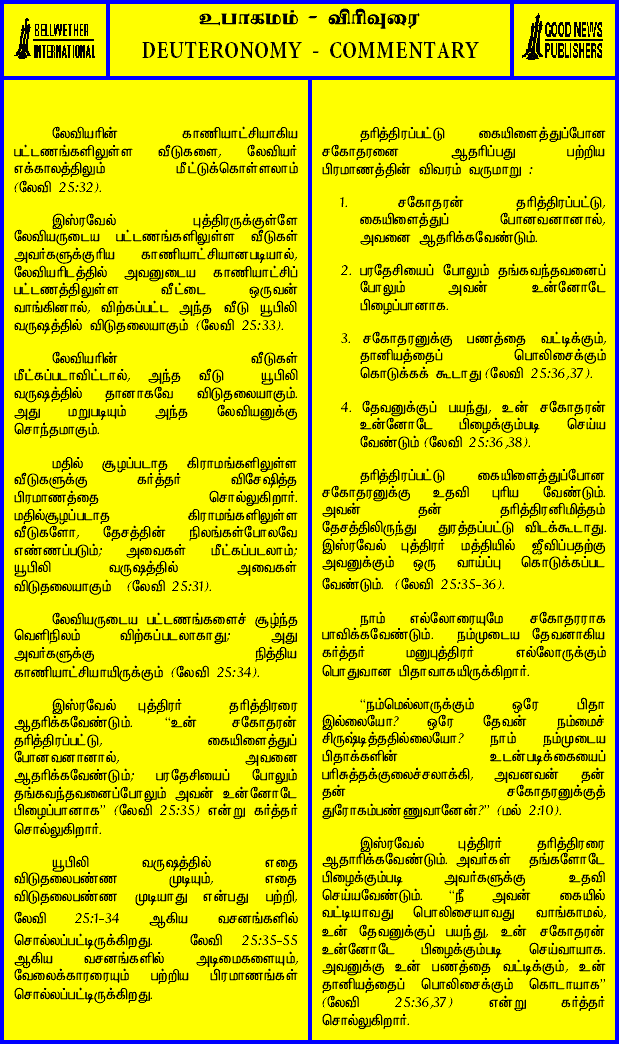 BELLWETHER
INTERNATIONAL
உபாகமம் - விரிவுரை
DEUTERONOMY - COMMENTARY
GOOD NEWS
PUBLISHERS
லேவியரின் காணியாட்சியாகிய
பட்டணங்களிலுள்ள வீடுகளை, லேவியர்
எக்காலத்திலும் மீட்டுக்கொள்ளலாம்
(லேவி 25:32).
இஸ்ரவேல் புத்திரருக்குள்ளே
லேவியருடைய பட்டணங்களிலுள்ள வீடுகள்
அவர்களுக்குரிய காணியாட்சியானபடியால்,
லேவியரிடத்தில் அவனுடைய காணியாட்சிப்
பட்டணத்திலுள்ள வீட்டை ஒருவன்
வாங்கினால், விற்கப்பட்ட அந்த வீடு யூபிலி
வருஷத்தில் விடுதலையாகும் (லேவி 25:33).
லேவியரின் வீடுகள்
மீட்கப்படாவிட்டால், அந்த வீடு யூபிலி
வருஷத்தில் தானாகவே விடுதலையாகும்.
அது மறுபடியும் அந்த லேவியனுக்கு
சொந்தமாகும்.
மதில் சூழப்படாத கிராமங்களிலுள்ள
வீடுகளுக்கு கர்த்தர் விசேஷித்த
பிரமாணத்தை சொல்லுகிறார்.
மதில்சூழப்படாத கிராமங்களிலுள்ள
வீடுகளோ, தேசத்தின் நிலங்கள்போலவே
எண்ணப்படும்; அவைகள் மீட்கப்படலாம்;
யூபிலி வருஷத்தில் அவைகள்
விடுதலையாகும் (லேவி 25:31).
லேவியருடைய பட்டணங்களைச் சூழ்ந்த
வெளிநிலம் விற்கப்படலாகாது; அது
அவர்களுக்கு நித்திய
காணியாட்சியாயிருக்கும் (லேவி 25:34).
இஸ்ரவேல் புத்திரர் தரித்திரரை
ஆதரிக்கவேண்டும். “உன் சகோதரன்
தரித்திரப்பட்டு, கையிளைத்துப்
போனவனானால், அவனை
ஆதரிக்கவேண்டும்; பரதேசியைப் போலும்
தங்கவந்தவனைப்போலும் அவன் உன்னோடே
பிழைப்பானாக” (லேவி 25:35) என்று கர்த்தர்
சொல்லுகிறார்.
யூபிலி வருஷத்தில் எதை
விடுதலைபண்ண முடியும், எதை
விடுதலைபண்ண முடியாது என்பது பற்றி,
லேவி 25:1-34 ஆகிய வசனங்களில்
சொல்லப்பட்டிருக்கிறது. லேவி 25:35-55
ஆகிய வசனங்களில் அடிமைகளையும்,
வேலைக்காரரையும் பற்றிய பிரமாணங்கள்
சொல்லப்பட்டிருக்கிறது.
தரித்திரப்பட்டு கையிளைத்துப்போன
சகோதரனை ஆதரிப்பது பற்றிய
பிரமாணத்தின் விவரம் வருமாறு :
1. சகோதரன் தரித்திரப்பட்டு,
கையிளைத்துப் போனவனானால்,
அவனை ஆதரிக்கவேண்டும்.
2. பரதேசியைப் போலும் தங்கவந்தவனைப்
போலும் அவன் உன்னோடே
பிழைப்பானாக.
3. சகோதரனுக்கு பணத்தை வட்டிக்கும்,
தானியத்தைப் பொலிசைக்கும்
கொடுக்கக் கூடாது (லேவி 25:36,37).
4. தேவனுக்குப் பயந்து, உன் சகோதரன்
உன்னோடே பிழைக்கும்படி செய்ய
வேண்டும் (லேவி 25:36,38).
தரித்திரப்பட்டு கையிளைத்துப்போன
சகோதரனுக்கு உதவி புரிய வேண்டும்.
அவன் தன் தரித்திரனிமித்தம்
தேசத்திலிருந்து துரத்தப்பட்டு விடக்கூடாது.
இஸ்ரவேல் புத்திரர் மத்தியில் ஜீவிப்பதற்கு
அவனுக்கும் ஒரு வாய்ப்பு கொடுக்கப்பட
வேண்டும். (லேவி 25:35-36).
நாம் எல்லோரையுமே சகோதரராக
பாவிக்கவேண்டும். நம்முடைய தேவனாகிய
கர்த்தர் மனுபுத்திரர் எல்லோருக்கும்
பொதுவான பிதாவாகயிருக்கிறார்.
“நம்மெல்லாருக்கும் ஒரே பிதா
இல்லையோ? ஒரே தேவன் நம்மைச்
சிருஷ்டித்ததில்லையோ? நாம் நம்முடைய
பிதாக்களின் உடன்படிக்கையைப்
பரிசுத்தக்குலைச்சலாக்கி, அவனவன் தன்
தன் சகோதரனுக்குத்
துரோகம்பண்ணுவானேன்?” (மல் 2:10).
இஸ்ரவேல் புத்திரர் தரித்திரரை
ஆதாரிக்கவேண்டும். அவர்கள் தங்களோடே
பிழைக்கும்படி அவர்களுக்கு உதவி
செய்யவேண்டும். “நீ அவன் கையில்
வட்டியாவது பொலிசையாவது வாங்காமல்,
உன் தேவனுக்குப் பயந்து, உன் சகோதரன்
உன்னோடே பிழைக்கும்படி செய்வாயாக.
அவனுக்கு உன் பணத்தை வட்டிக்கும், உன்
தானியத்தைப் பொலிசைக்கும் கொடாயாக”
(லேவி 25:36,37) என்று கர்த்தர்
சொல்லுகிறார்.